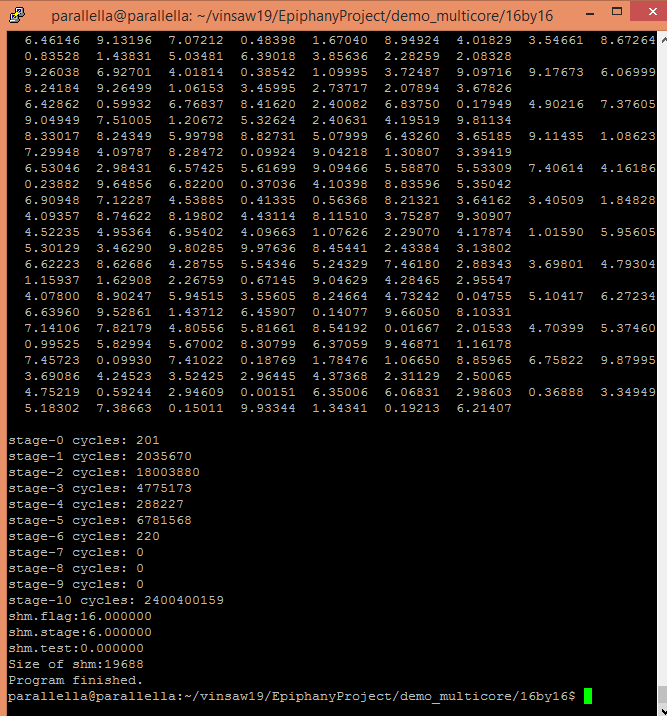 parallella@parallella: ~/vinsaw19/EpiphanyProject/demo_multicore/16by16
6.46146 9.13196 7.07212 0.48398 1.67040 8.94924 4.01829 3.54661 8.67264
0.83528 1.43831 5.03481 6.39018 3.85636 2.28259 2.08328
9.26038 6.92701 4.01814 0.38542 1.09995 3.72487 9.09716 9.17673 6.06999
8.24184 9.26499 1.06153 3.45995 2.73717 2.07894 3.67826
6.42862 0.59932 6.76837 8.41620 2.40082 6.83750 0.17949 4.90216 7.37605
9.04949 7.51005 1.20672 5.32624 2.40631 4.19519 9.81134
8.33017 8.24349 5.99798 8.82731 5.07999 6.43260 3.65185 9.11435 1.08623
7.29948 4.09787 8.28472 0.09924 9.04218 1.30807 3.39419
6.53046 2.98431 6.57425 5.61699 9.09466 5.58870 5.53309 7.40614 4.16186
0.23882 9.64856 6.82200 0.37036 4.10398 8.83596 5.35042
6.90948 7.12287 4.53885 0.41335 0.56368 8.21321 3.64162 3.40509 1.84828
4.09357 8.74622 8.19802 4.43114 8.11510 3.75287 9.30907
4.52235 4.95364 6.95402 4.09663 1.07626 2.29070 4.17874 1.01590 5.95605
5.30129 3.46290 9.80285 9.97636 8.45441 2.43384 3.13802
6.62223 8.62686 4.28755 5.54346 5.24329 7.46180 2.88343 3.69801 4.79304
1.15937 1.62908 2.26759 0.67145 9.04629 4.28465 2.95547
4.07800 8.90247 5.94515 3.55605 8.24664 4.73242 0.04755 5.10417 6.27234
6.63960 9.52861 1.43712 6.45907 0.14077 9.66050 8.10331
7.14106 7.82179 4.80556 5.81661 8.54192 0.01667 2.01533 4.70399 5.37460
0.99525 5.82994 5.67002 8.30799 6.37059 9.46871 1.16178
7.45723 0.09930 7.41022 0.18769 1.78476 1.06650 8.85965 6.75822 9.87995
3.69086 4.24523 3.52425 2.96445 4.37368 2.31129 2.50065
4.75219 0.59244 2.94609 0.00151 6.35006 6.06831 2.98603 0.36888 3.34949
5.18302 7.38663 0.15011 9.93344 1.34341 0.19213 6.21407
stage-0 cycles: 201
stage-1 cycles: 2035670
stage-2 cycles: 18003880
stage-3 cycles: 4775173
stage-4 cycles: 288227
stage-5 cycles: 6781568
stage-6 cycles: 220
stage-7 cycles: 0
stage-8 cycles: 0
stage-9 cycles: 0
stage-10 cycles: 2400400159
shm.flag:16.000000
shm.stage:6.000000
shm.test:0.000000
Size of shm:19688
Program finished.
parallella@parallella:~/vinsaw19/EpiphanyProject/demo_multicore/16by16$